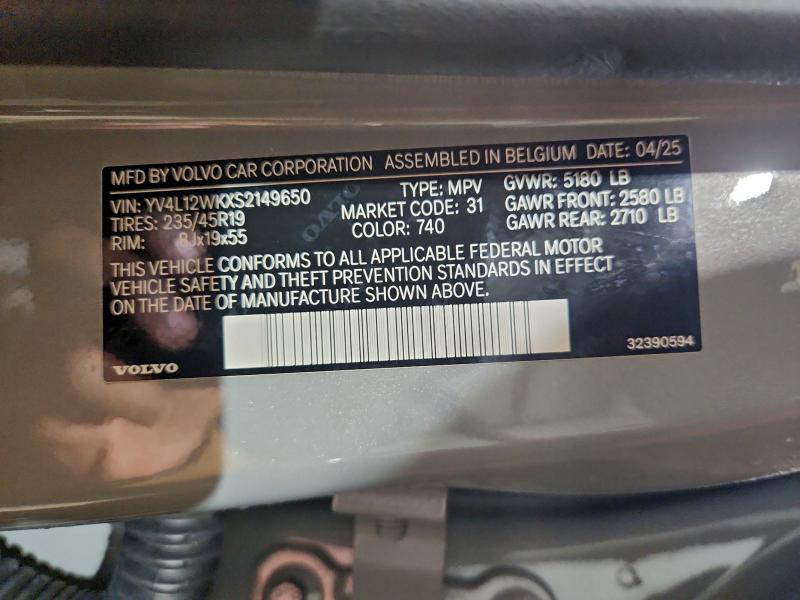 MFD BY VOLVO CAR CORPORATION ASSEMBLED IN BELGIUM DATE: 04/25
VIN: YV4L12WKXS2149650 TYPE: MPV GVWR: 5180 LB
TIRES: 235/45R19 MARKET CODE: 31 GAWR FRONT: 2580 LB
RIM: 8Jx19x55 COLOR: 740 GAWR REAR: 2710 LB
THIS VEHICLE CONFORMS TO ALL APPLICABLE FEDERAL MOTOR
VEHICLE SAFETY AND THEFT PREVENTION STANDARDS IN EFFECT
ON THE DATE OF MANUFACTURE SHOWN ABOVE.
VOLVO
32390594